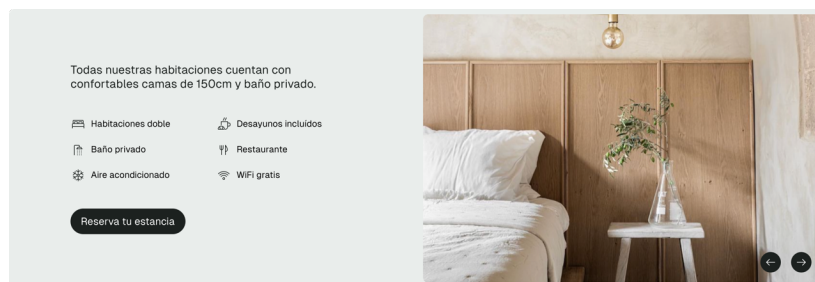 Todas nuestras habitaciones cuentan con
confortables camas de 150cm y baño privado.
Habitaciones doble
Desayunos incluídos
Baño privado
Restaurante
Aire acondicionado
WiFi gratis
Reserva tu estancia